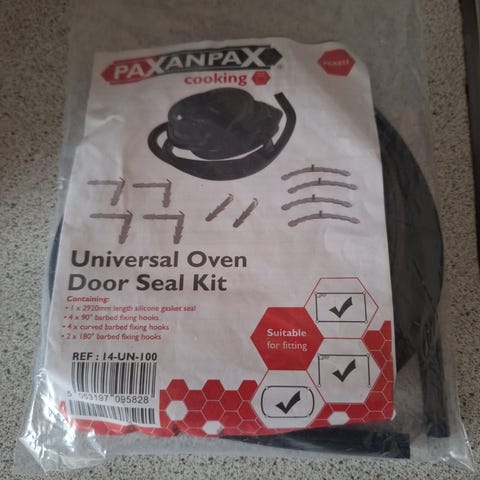 PAXANPAX®
cooking
Universal Oven
Door Seal Kit
Containing:
• 1 x 2920mm length silicone gasket seal
• 4 x 90° barbed fixing hooks
• 4 x curved barbed fixing hooks
• 2 x 180° barbed fixing hooks
REF : 14-UN-100
5 053197 095828
Suitable
for fitting